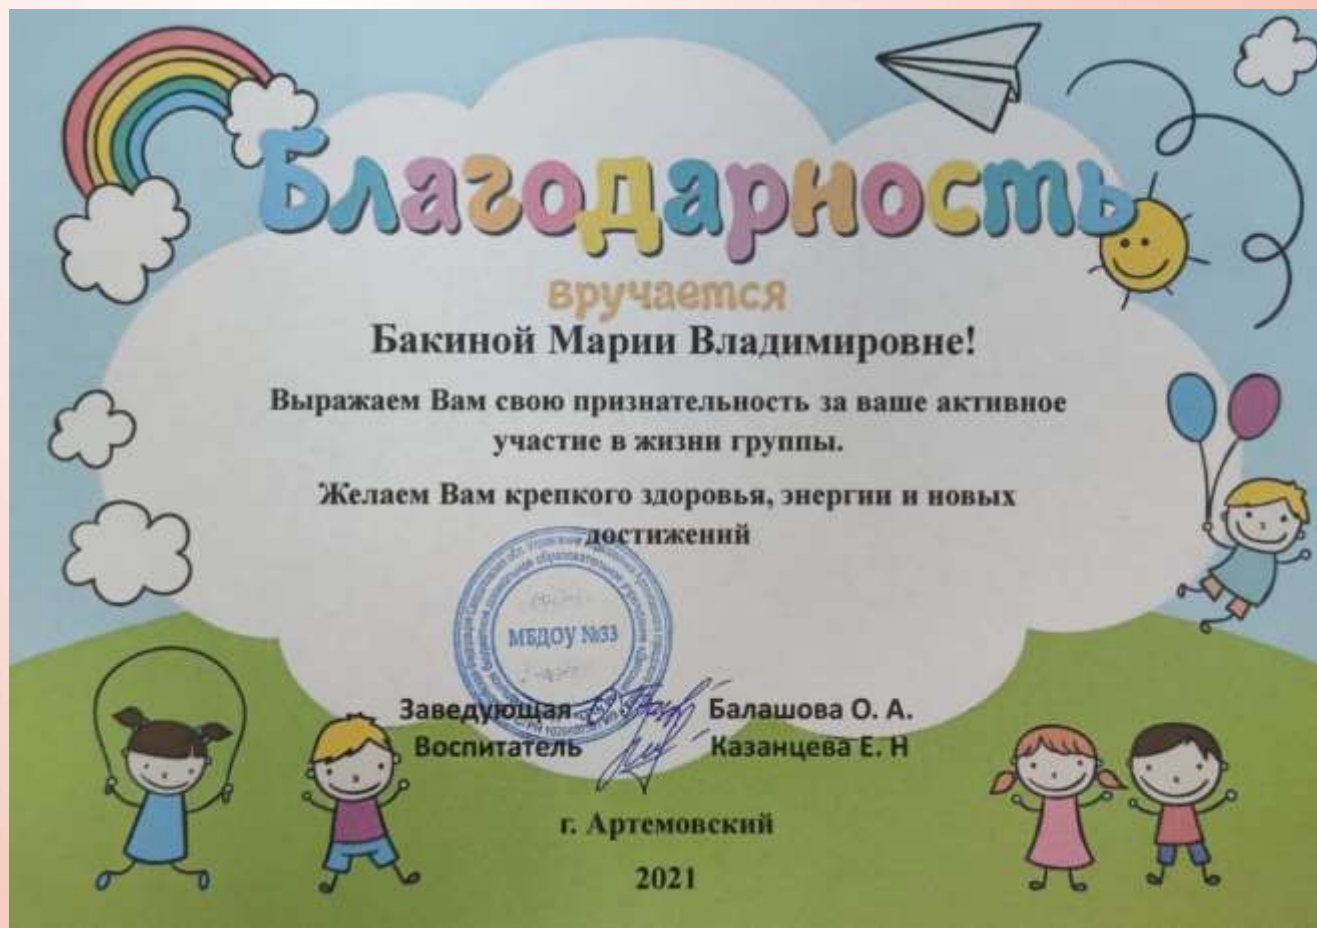 Благодарность
вручается
Бакиной Марии Владимировне!
Выражаем Вам свою признательность за ваше активное
участие в жизни группы.
Желаем Вам крепкого здоровья, энергии и новых
достижений
МБДОУ №33
Заведующая Балашова О. А.
Воспитатель Казанцева Е. Н
г. Артемовский
2021